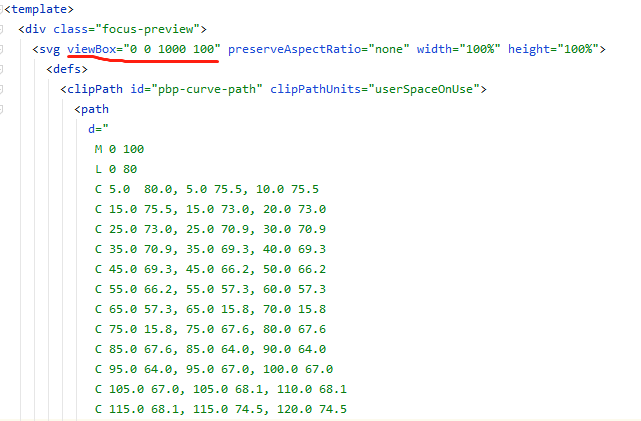 <template>
<div class="focus-preview">
<svg viewBox="0 0 1000 100" preserveAspectRatio="none" width="100%" height="100%">
<defs>
<clipPath id="pbp-curve-path" clipPathUnits="userSpaceOnUse">
<path
d="
M 0 100
L 0 80
C 5.0  80.0, 5.0 75.5, 10.0 75.5
C 15.0 75.5, 15.0 73.0, 20.0 73.0
C 25.0 73.0, 25.0 70.9, 30.0 70.9
C 35.0 70.9, 35.0 69.3, 40.0 69.3
C 45.0 69.3, 45.0 66.2, 50.0 66.2
C 55.0 66.2, 55.0 57.3, 60.0 57.3
C 65.0 57.3, 65.0 15.8, 70.0 15.8
C 75.0 15.8, 75.0 67.6, 80.0 67.6
C 85.0 67.6, 85.0 64.0, 90.0 64.0
C 95.0 64.0, 95.0 67.0, 100.0 67.0
C 105.0 67.0, 105.0 68.1, 110.0 68.1
C 115.0 68.1, 115.0 74.5, 120.0 74.5